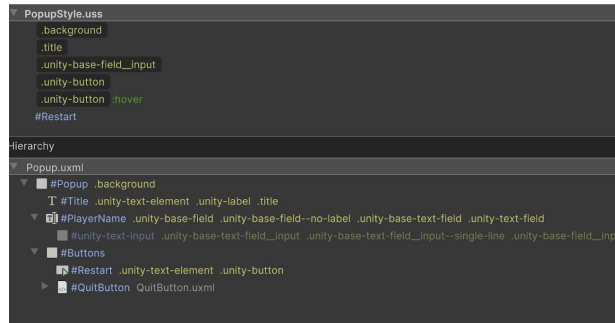 PopupStyle.uss
.background
.title
.unity-base-field__input
.unity-button
.unity-button :hover
#Restart
Hierarchy
Popup.uxml
#Popup .background
#Title .unity-text-element .unity-label .title
#PlayerName .unity-base-field .unity-base-field--no-label .unity-base-text-field .unity-text-field
#unity-text-input .unity-base-text-field__input .unity-base-text-field__input--single-line .unity-base-field__inp
#Buttons
#Restart .unity-text-element .unity-button
#QuitButton QuitButton.uxml